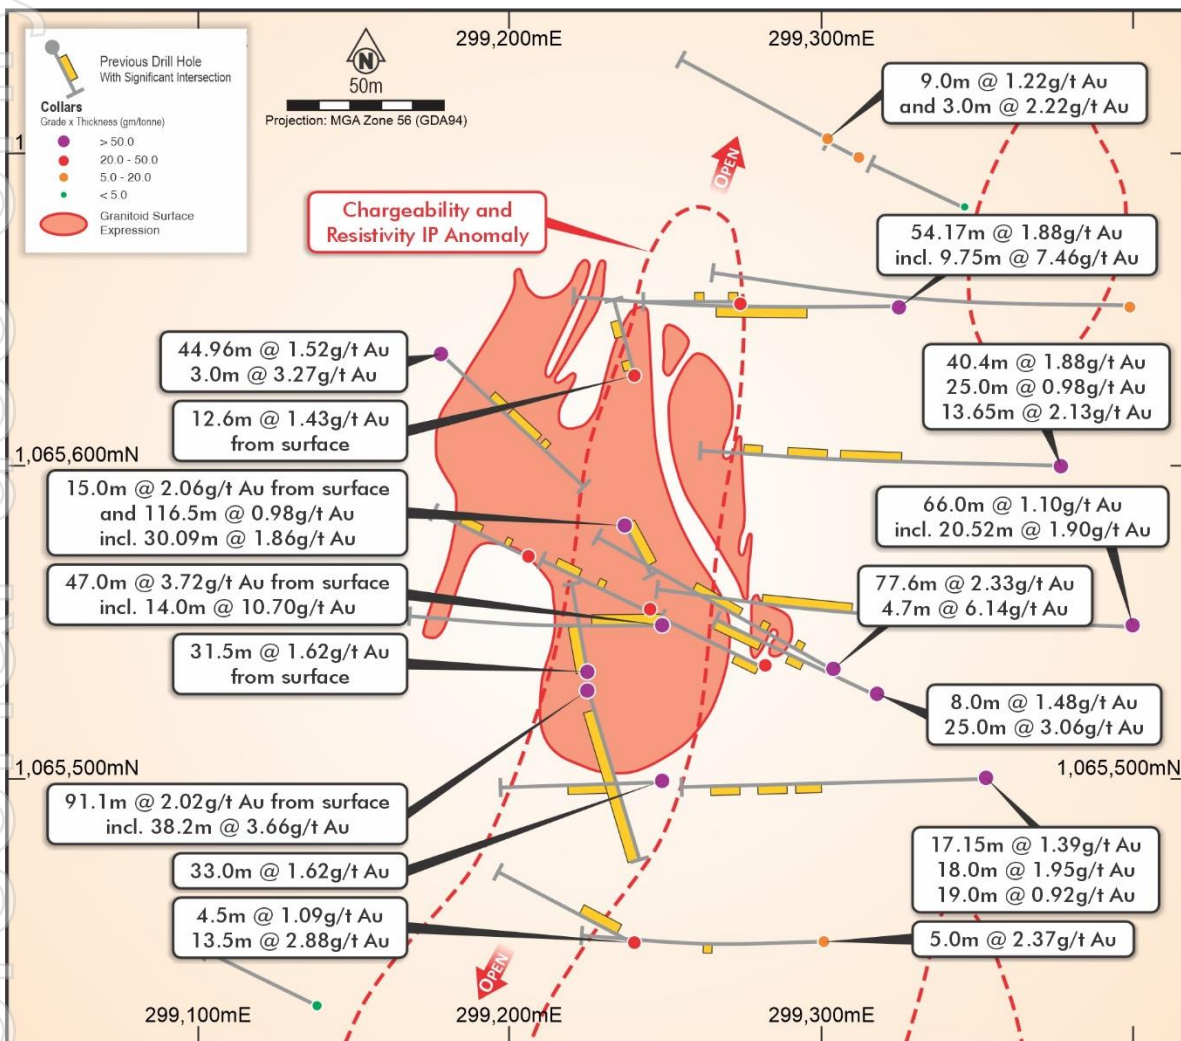 299,200mE
299,300mE
Previous Drill Hole
With Significant Intersection
Collars
Grade x Thickness (gm/tonne)
> 50.0
20.0 - 50.0
5.0 - 20.0
< 5.0
Granitoid Surface
Expression
N
50m
Projection: MGA Zone 56 (GDA94)
9.0m @ 1.22g/t Au
and 3.0m @ 2.22g/t Au
OPEN
Chargeability and
Resistivity IP Anomaly
54.17m @ 1.88g/t Au
incl. 9.75m @ 7.46g/t Au
44.96m @ 1.52g/t Au
3.0m @ 3.27g/t Au
40.4m @ 1.88g/t Au
25.0m @ 0.98g/t Au
13.65m @ 2.13g/t Au
12.6m @ 1.43g/t Au
from surface
1,065,600mN
15.0m @ 2.06g/t Au from surface
and 116.5m @ 0.98g/t Au
incl. 30.09m @ 1.86g/t Au
66.0m @ 1.10g/t Au
incl. 20.52m @ 1.90g/t Au
47.0m @ 3.72g/t Au from surface
incl. 14.0m @ 10.70g/t Au
77.6m @ 2.33g/t Au
4.7m @ 6.14g/t Au
31.5m @ 1.62g/t Au
from surface
8.0m @ 1.48g/t Au
25.0m @ 3.06g/t Au
1,065,500mN
1,065,500mN
91.1m @ 2.02g/t Au from surface
incl. 38.2m @ 3.66g/t Au
17.15m @ 1.39g/t Au
18.0m @ 1.95g/t Au
19.0m @ 0.92g/t Au
33.0m @ 1.62g/t Au
4.5m @ 1.09g/t Au
13.5m @ 2.88g/t Au
5.0m @ 2.37g/t Au
OPEN
299,100mE
299,200mE
299,300mE